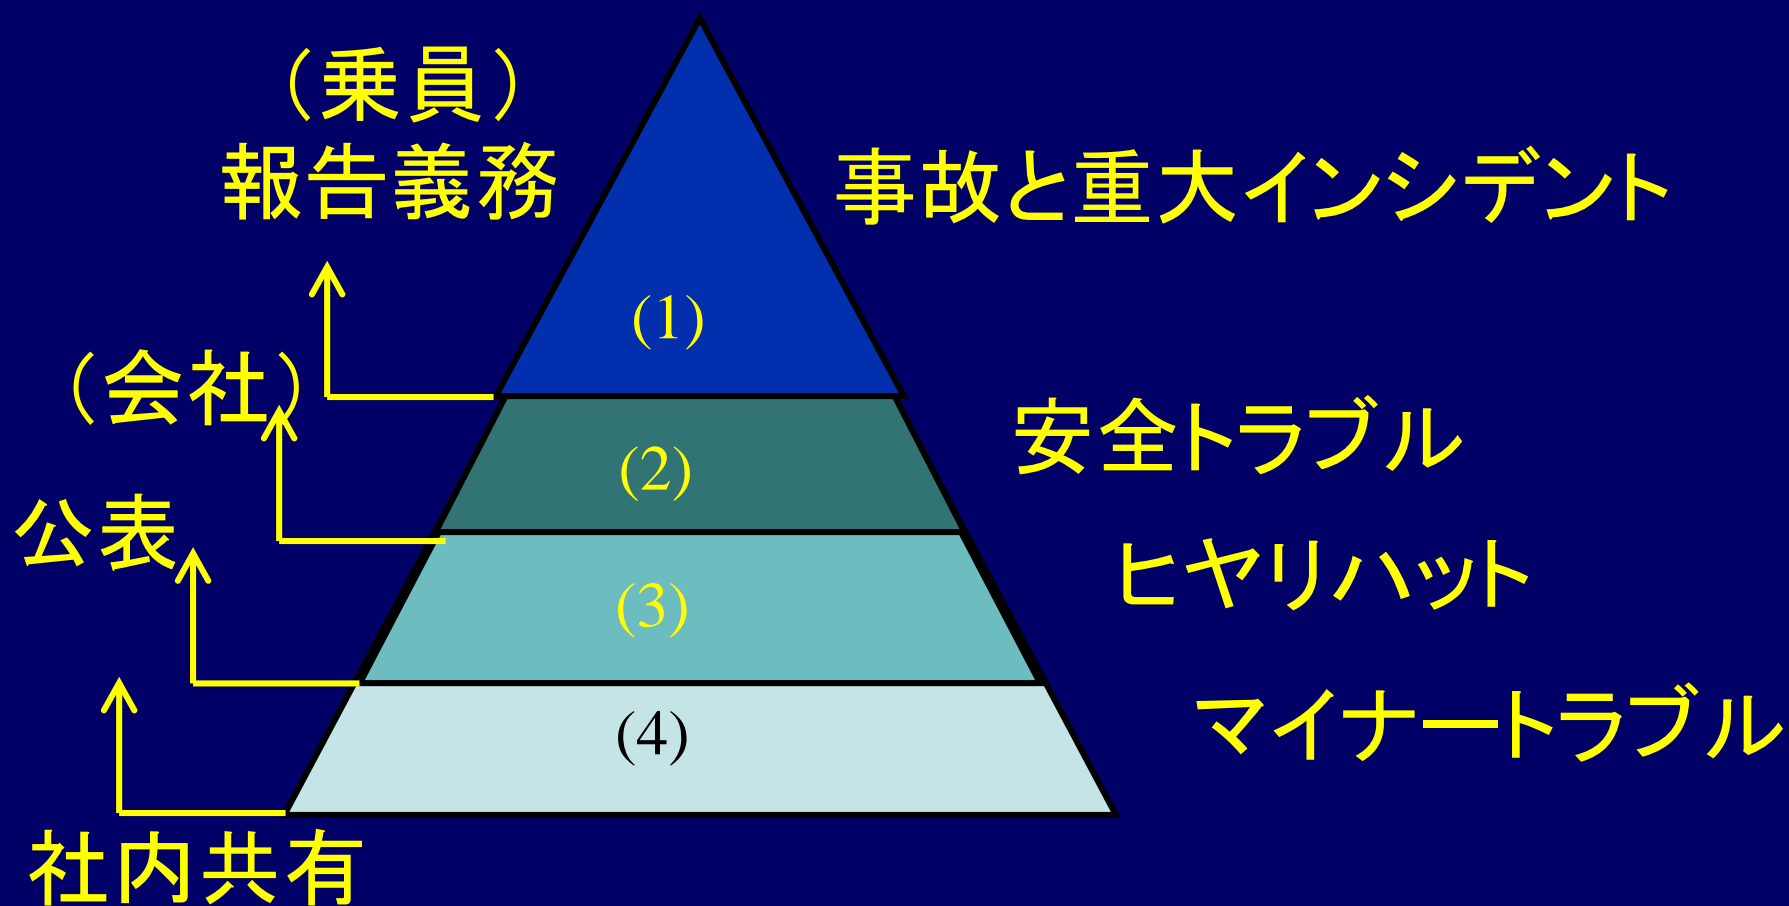 （乗員）
報告義務
事故と重大インシデント
(1)
（会社）
安全トラブル
(2)
公表
ヒヤリハット
(3)
マイナートラブル
(4)
社内共有